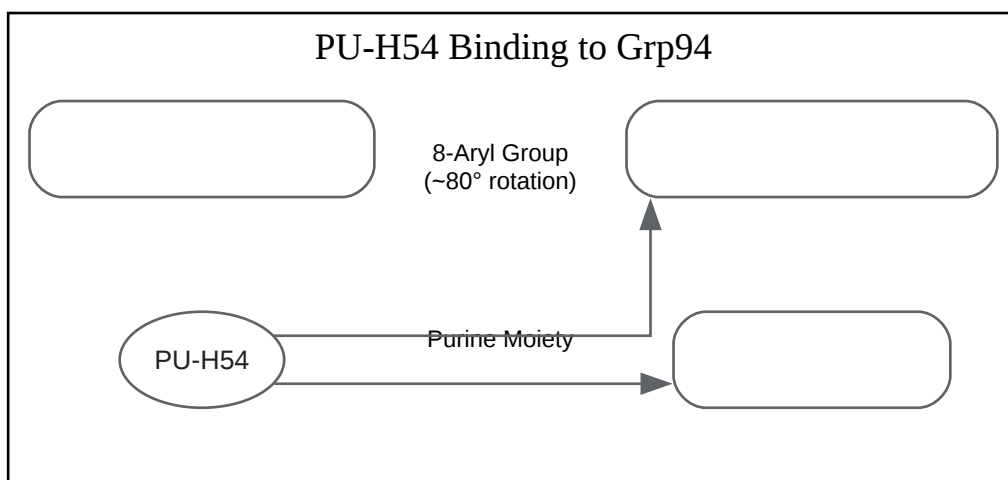 PU-H54 Binding to Grp94
8-Aryl Group
(~80° rotation)
Purine Moiety
PU-H54